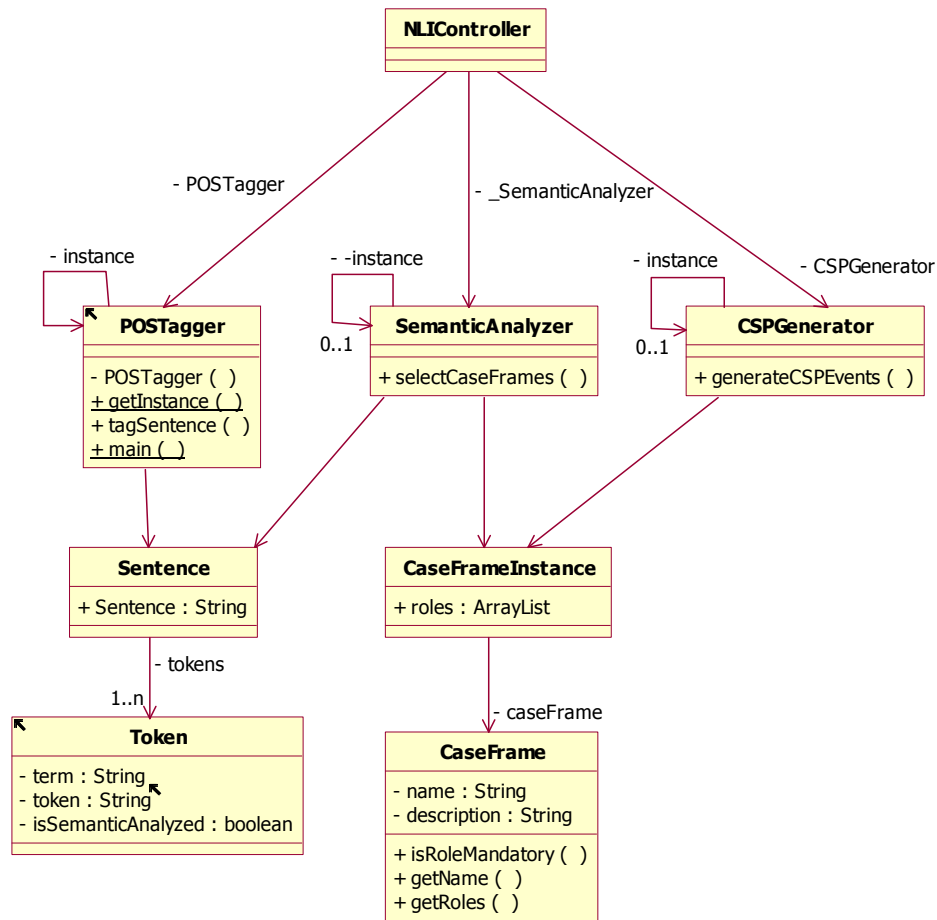 NLIController
- POSTagger
- _SemanticAnalyzer
- CSPGenerator
- instance
- -instance
- instance
0..1
0..1
POSTagger
- POSTagger ( )
+ getInstance ( )
+ tagSentence ( )
+ main ( )
SemanticAnalyzer
+ selectCaseFrames ( )
CSPGenerator
+ generateCSPEvents ( )
Sentence
+ Sentence : String
CaseFrameInstance
+ roles : ArrayList
- tokens
1..n
- caseFrame
Token
- term : String
- token : String
- isSemanticAnalyzed : boolean
CaseFrame
- name : String
- description : String
+ isRoleMandatory ( )
+ getName ( )
+ getRoles ( )